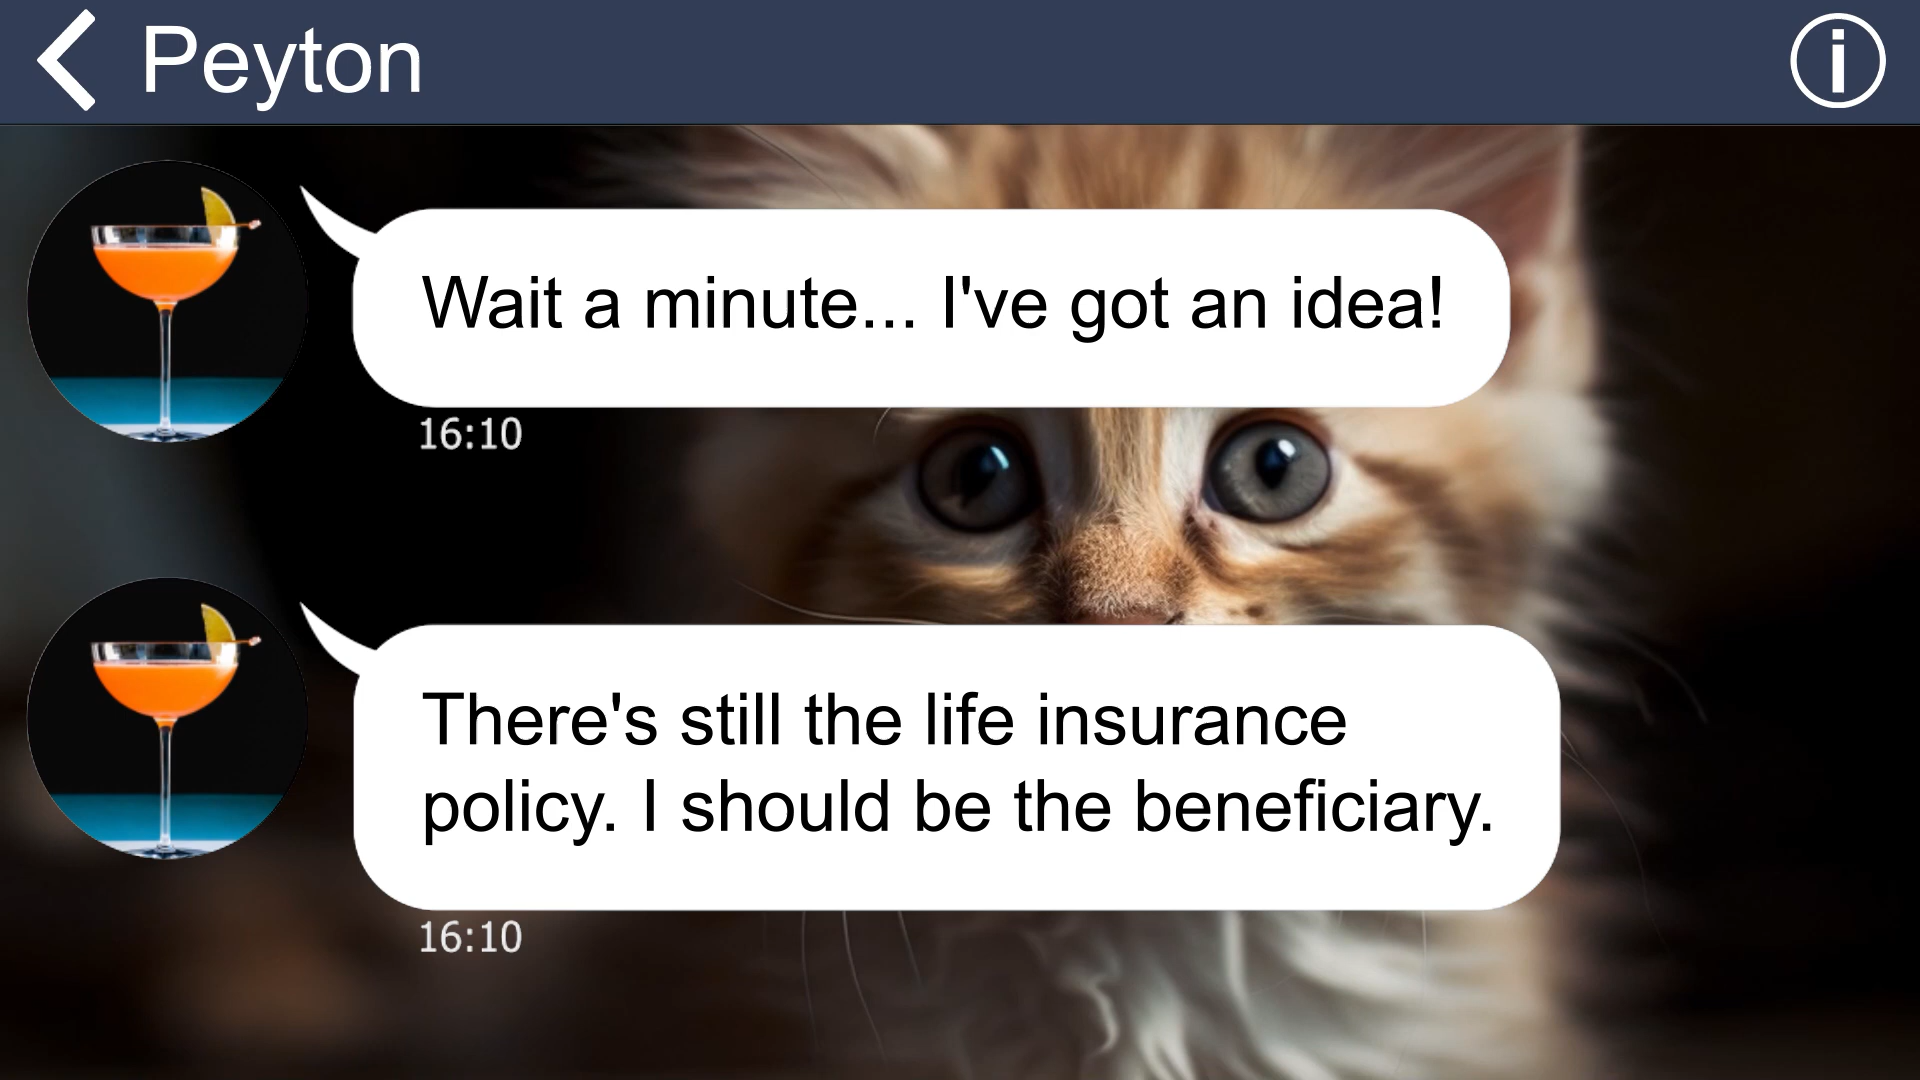 Peyton
Wait a minute... I've got an idea!
16:10
There's still the life insurance
policy. I should be the beneficiary.
16:10